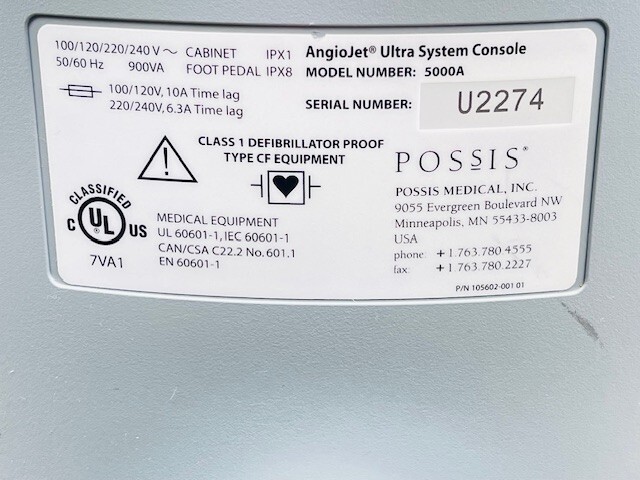 100/120/220/240 V ~ CABINET IPX1
50/60 Hz 900VA FOOT PEDAL IPX8
100/120V, 10A Time lag
220/240V, 6.3A Time lag
AngioJet® Ultra System Console
MODEL NUMBER: 5000A
SERIAL NUMBER: U2274
CLASS 1 DEFIBRILLATOR PROOF
TYPE CF EQUIPMENT
CLASSIFIED
C UL US
7VA1
MEDICAL EQUIPMENT
UL 60601-1, IEC 60601-1
CAN/CSA C22.2 No. 601.1
EN 60601-1
POSSIS®
POSSIS MEDICAL, INC.
9055 Evergreen Boulevard NW
Minneapolis, MN 55433-8003
USA
phone: +1.763.780.4555
fax: +1.763.780.2227
P/N 105602-001 01